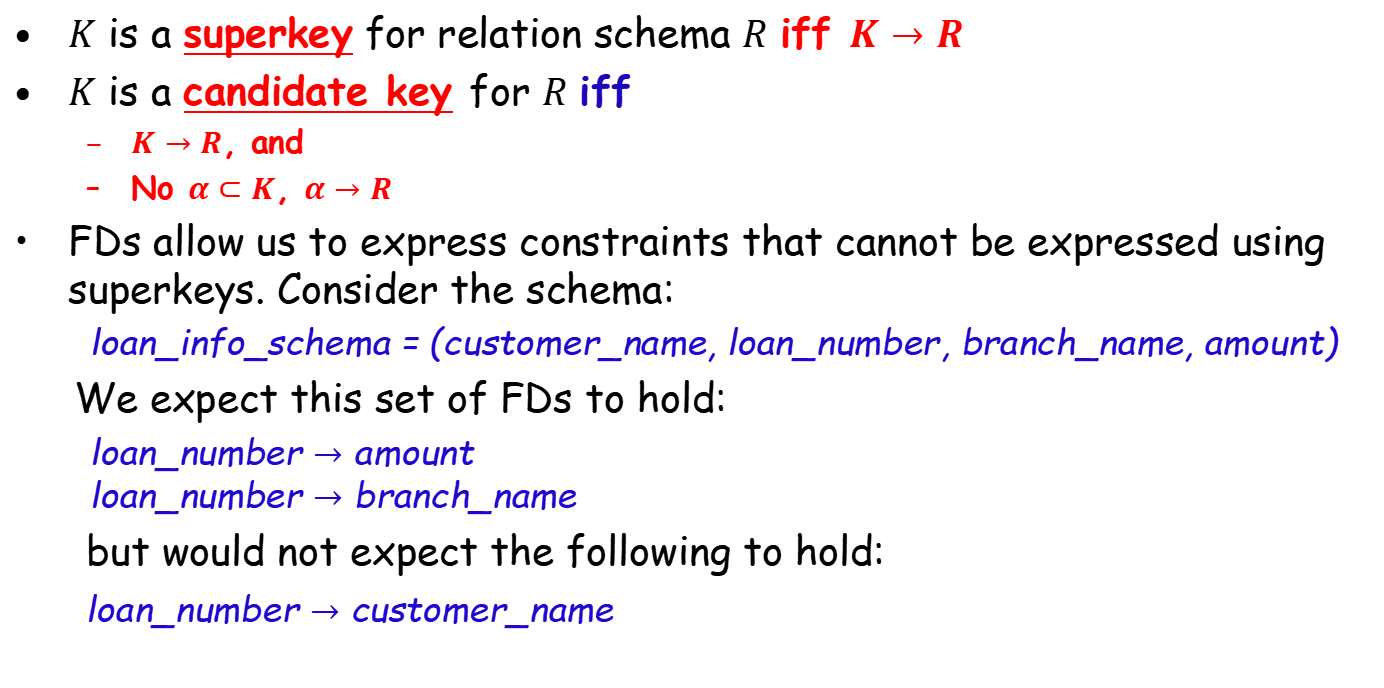 • K is a superkey for relation schema R iff K → R
• K is a candidate key for R iff
– K → R, and
– No α ⊂ K, α → R
• FDs allow us to express constraints that cannot be expressed using
superkeys. Consider the schema:
loan_info_schema = (customer_name, loan_number, branch_name, amount)
We expect this set of FDs to hold:
loan_number → amount
loan_number → branch_name
but would not expect the following to hold:
loan_number → customer_name